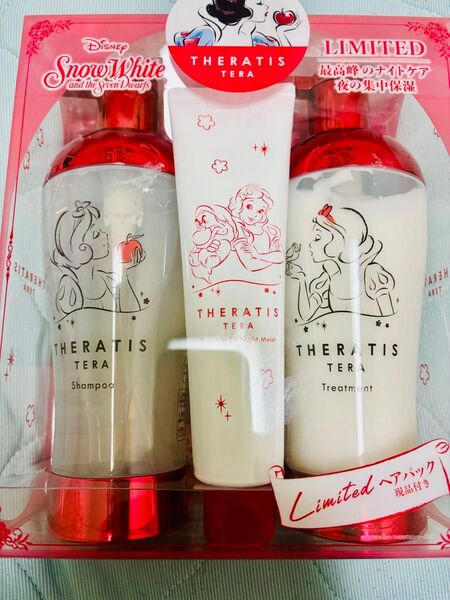 Disney
Snow White
and the Seven Dwarfs
THERATIS
TERA
LIMITED
最高峰のナイトケア
夜の集中保湿
THERATIS
TERA
Shampoo
THERATIS
TERA
Night Moist
THERATIS
TERA
Treatment
Limited ヘアパック
現品付き